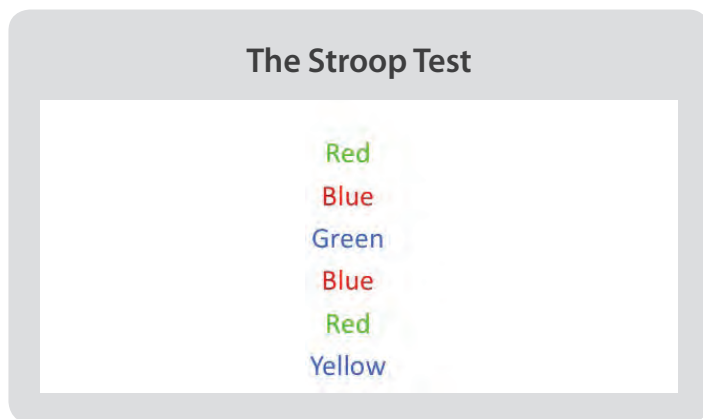 The Stroop Test
Red
Blue
Green
Blue
Red
Yellow